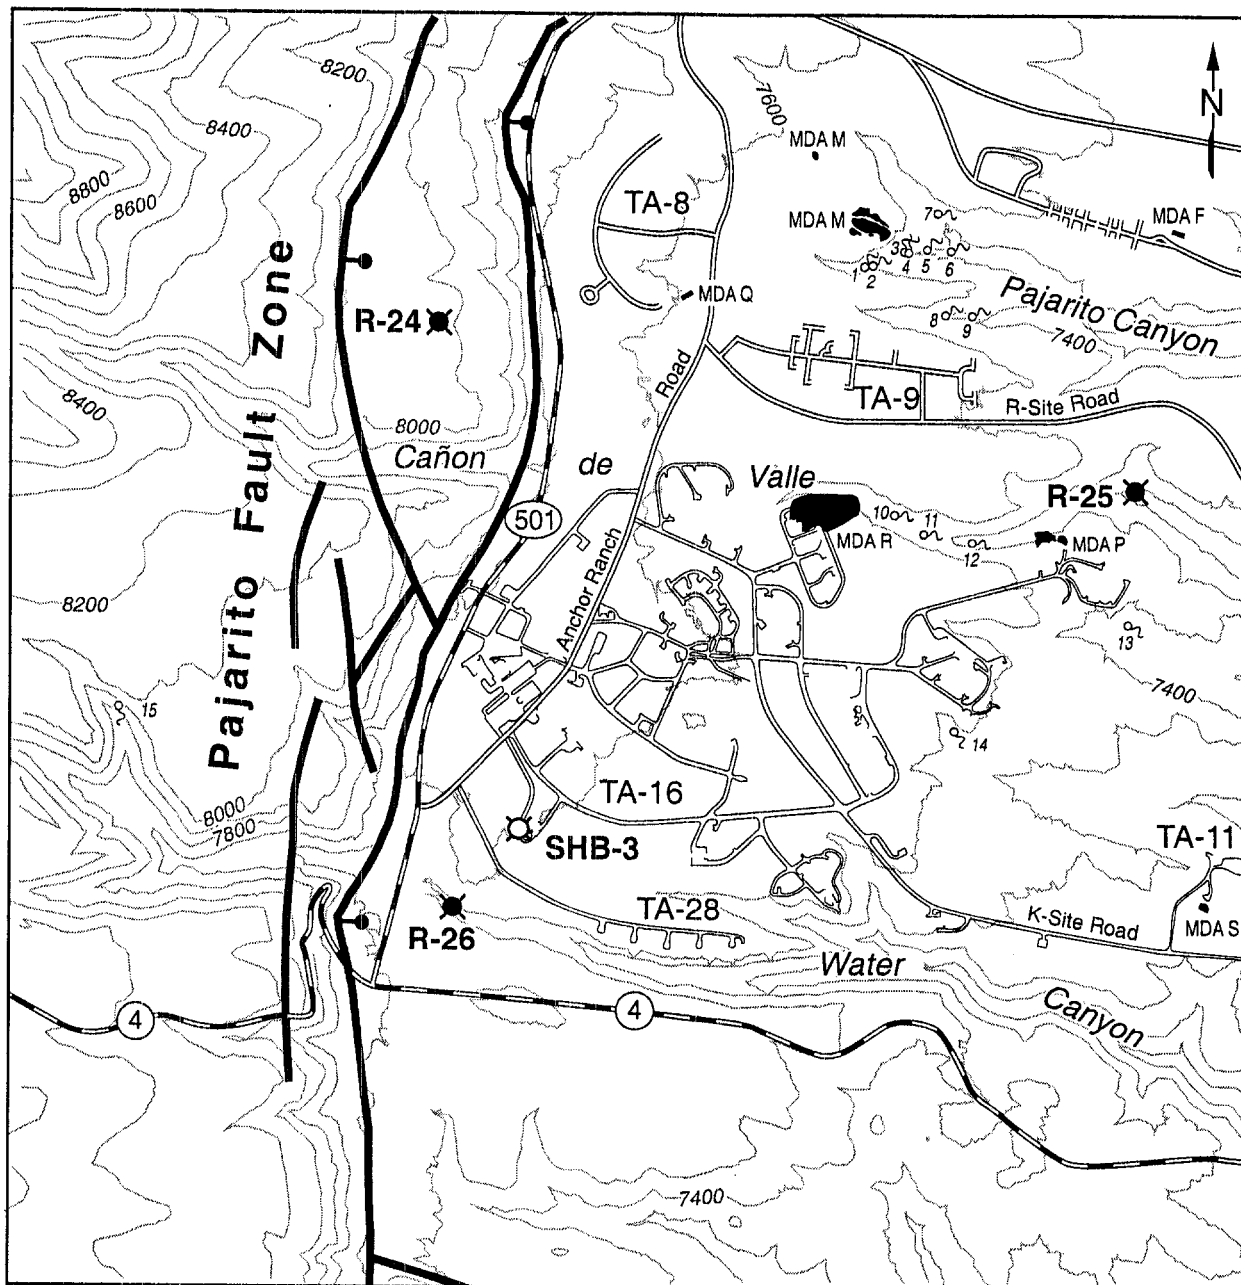 8200
8400
8800
8600
7600
N
MDA M
TA-8
MDA M
7
MDA F
3
1
2
4
5
6
Pajarito Canyon
MDA Q
R-24
8
9
7400
Pajarito Fault Zone
Road
TA-9
R-Site Road
8400
8000
Cañon de Valle
R-25
501
10
11
MDA R
12
MDA P
8200
Anchor Ranch
13
7400
15
14
TA-16
8000
7800
SHB-3
TA-11
R-26
TA-28
K-Site Road
MDA S
Water Canyon
4
4
7400